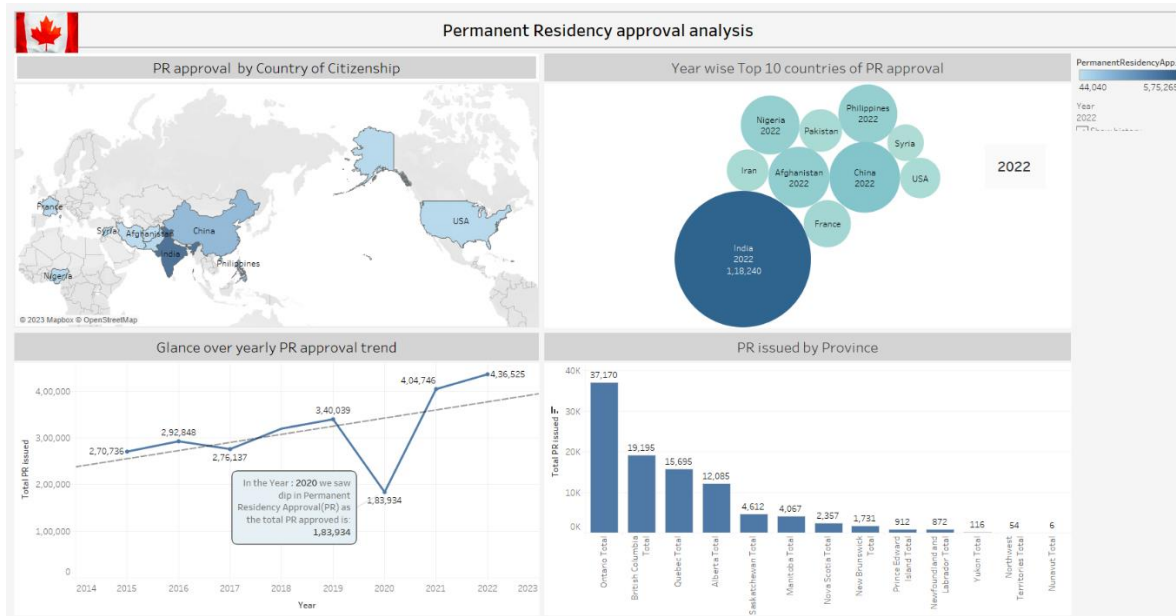 Permanent Residency approval analysis
PR approval by Country of Citizenship
France
Syria
Afghanistan
China
India
Philippines
Nigeria
USA
© 2023 Mapbox © OpenStreetMap
Year wise Top 10 countries of PR approval
Nigeria
2022
Pakistan
Philippines
2022
Syria
Iran
Afghanistan
2022
China
2022
USA
France
India
2022
1,18,240
2022
PermanentResidencyApp.
44,040 5,75,265
Year
2022
Glance over yearly PR approval trend
Total PR issued
4,00,000
3,00,000
2,00,000
1,00,000
0
2,70,736
2,92,848
2,76,137
3,40,039
1,83,934
4,04,746
4,36,525
In the Year : 2020 we saw
dip in Permanent
Residency Approval(PR) as
the total PR approved is:
1,83,934
2014 2015 2016 2017 2018 2019 2020 2021 2022 2023
Year
PR issued by Province
Total PR issued
40K
30K
20K
10K
0K
37,170
19,195
15,695
12,085
4,612
4,067
2,357
1,731
912
872
116
54
6
Ontario Total
British Columbia
Total
Quebec Total
Alberta Total
Saskatchewan Total
Manitoba Total
Nova Scotia Total
New Brunswick
Total
Prince Edward
Island Total
Newfoundland and
Labrador Total
Yukon Total
Northwest
Territories Total
Nunavut Total